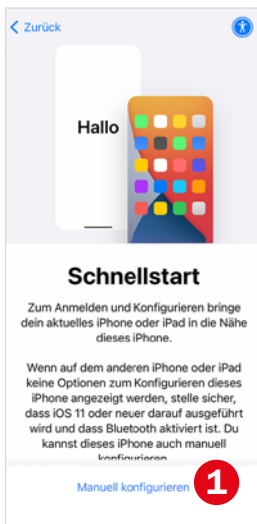 Zurück
Hallo
Schnellstart
Zum Anmelden und Konfigurieren bringe
dein aktuelles iPhone oder iPad in die Nähe
dieses iPhone.
Wenn auf dem anderen iPhone oder iPad
keine Optionen zum Konfigurieren dieses
iPhone angezeigt werden, stelle sicher,
dass iOS 11 oder neuer darauf ausgeführt
wird und dass Bluetooth aktiviert ist. Du
kannst dieses iPhone auch manuell
konfigurieren
Manuell konfigurieren
1